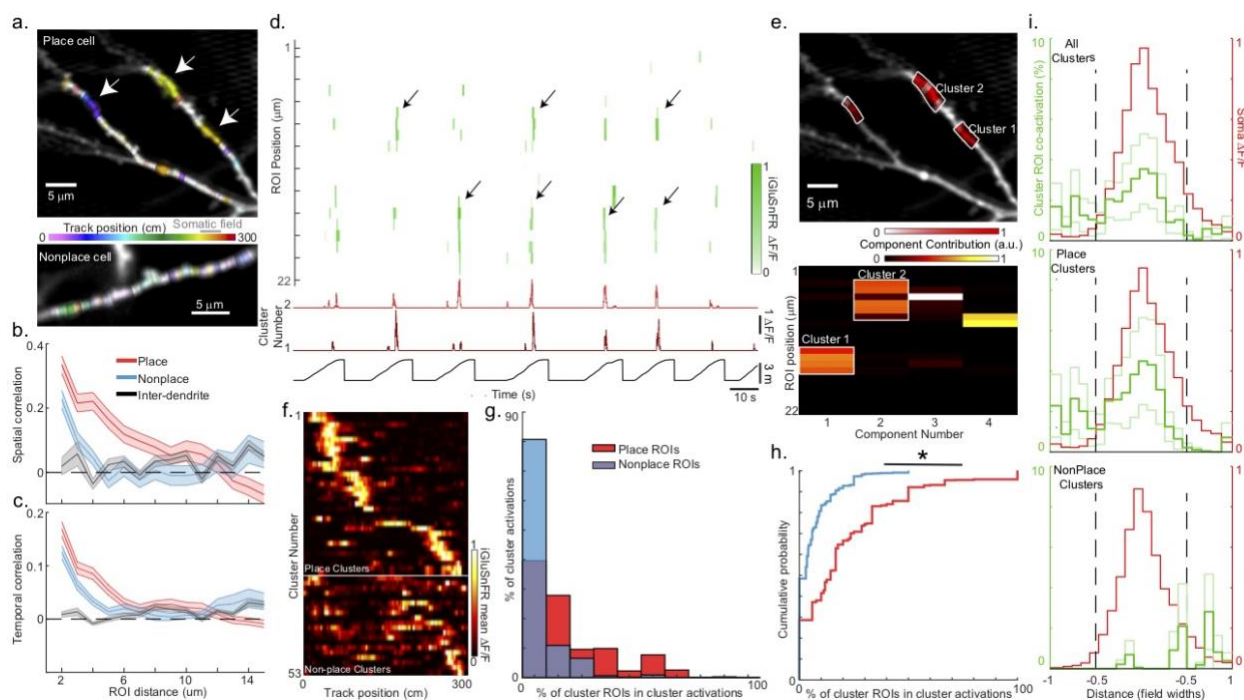 a.
Place cell
5 µm
Track position (cm)
Somatic field
0
300
Nonplace cell
5 µm
b.
Spatial correlation
0.4
0.2
0
Place
Nonplace
Inter-dendrite
c.
Temporal correlation
0.2
0.1
0
2 6 10 14
ROI distance (µm)
d.
ROI Position (µm)
1
22
1
iGluSnFR ΔF/F
0
Cluster Number
2
1
1 ΔF/F
3 m
Time (s)
10 s
e.
Cluster 2
Cluster 1
5 µm
0 1
Component Contribution (a.u.)
0 1
ROI position (µm)
1
22
Cluster 2
Cluster 1
1 2 3 4
Component Number
f.
Cluster Number
1
53
Place Clusters
Non-place Clusters
1
iGluSnFR mean ΔF/F
0
0 300
Track position (cm)
g.
90
% of cluster activations
Place ROIs
Nonplace ROIs
0 100
% of cluster ROIs in cluster activations
h.
*
1
Cumulative probability
0
0 100
% of cluster ROIs in cluster activations
i.
10
All Clusters
1
Cluster ROI co-activation (%)
Soma ΔF/F
0
0
10
Place Clusters
1
0
0
10
NonPlace Clusters
1
0
0
-1 -0.5 0 -0.5 1
Distance (field widths)